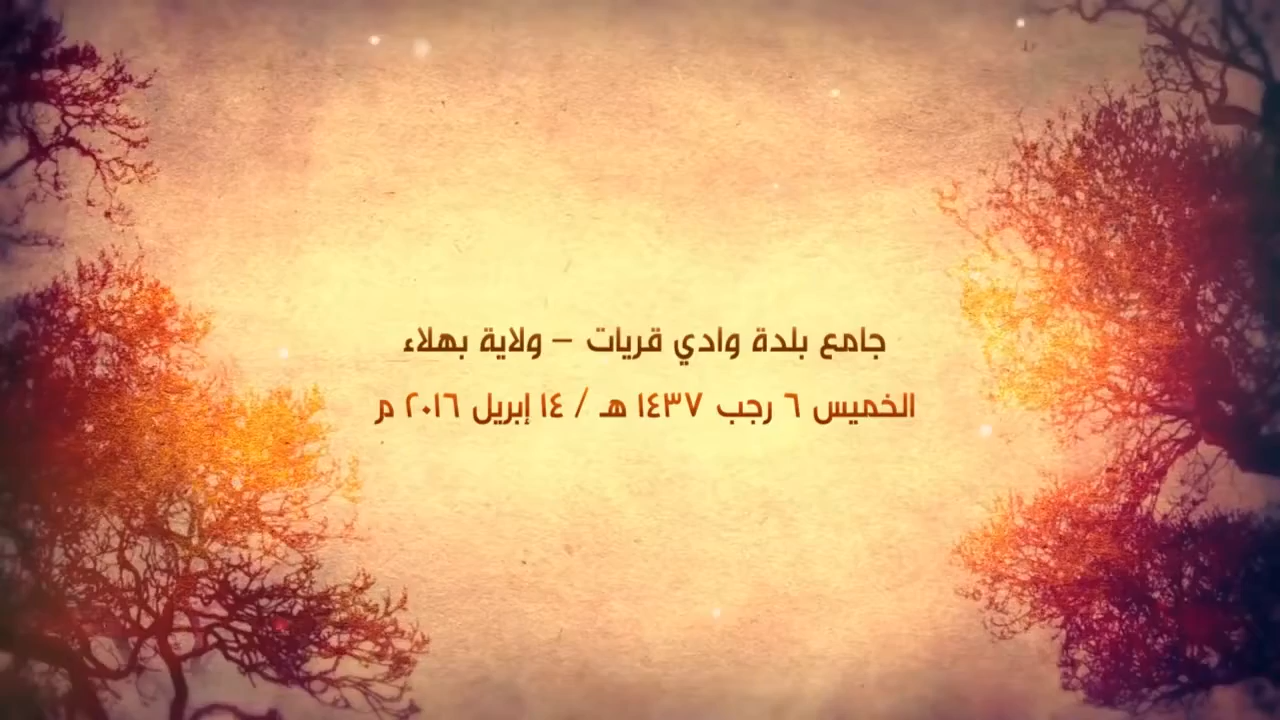 جامع بلدة وادي قريات – ولاية بهلاء
الخميس ٦ رجب ١٤٣٧ هـ / ١٤ إبريل ٢٠١٦ م